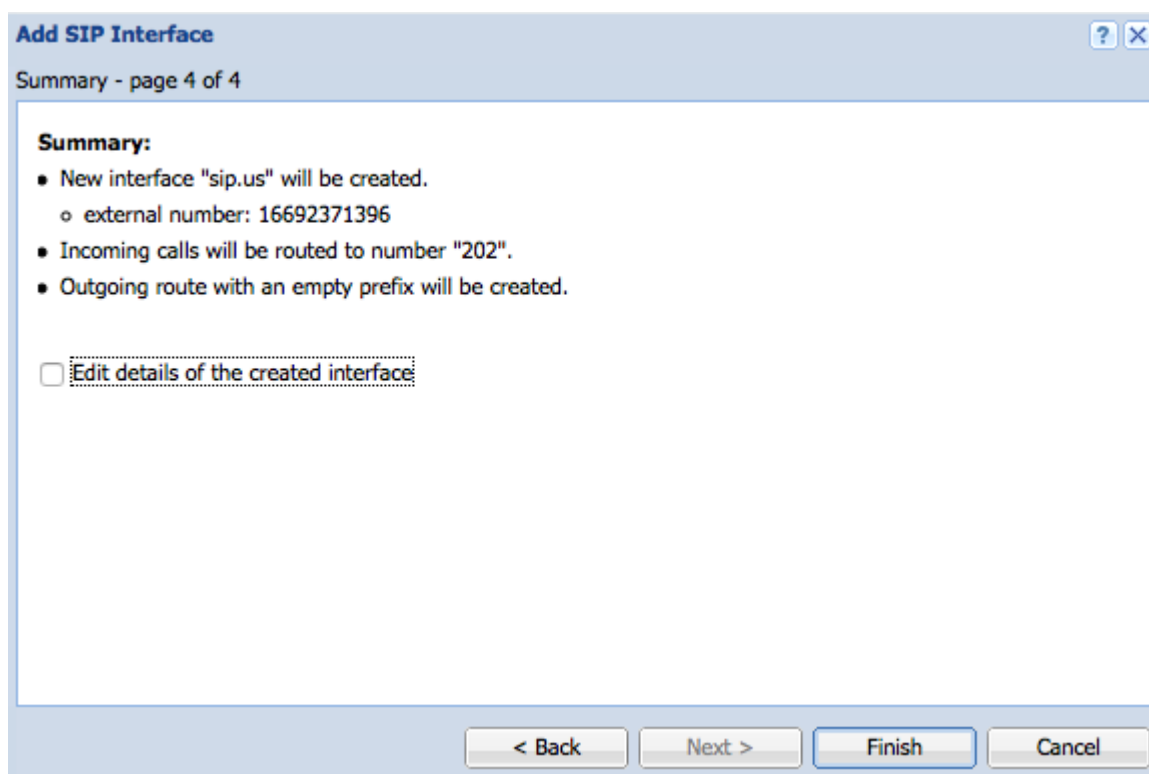 Add SIP Interface
?
Summary - page 4 of 4
Summary:
• New interface "sip.us" will be created.
◦ external number: 16692371396
• Incoming calls will be routed to number "202".
• Outgoing route with an empty prefix will be created.
Edit details of the created interface
< Back Next > Finish Cancel